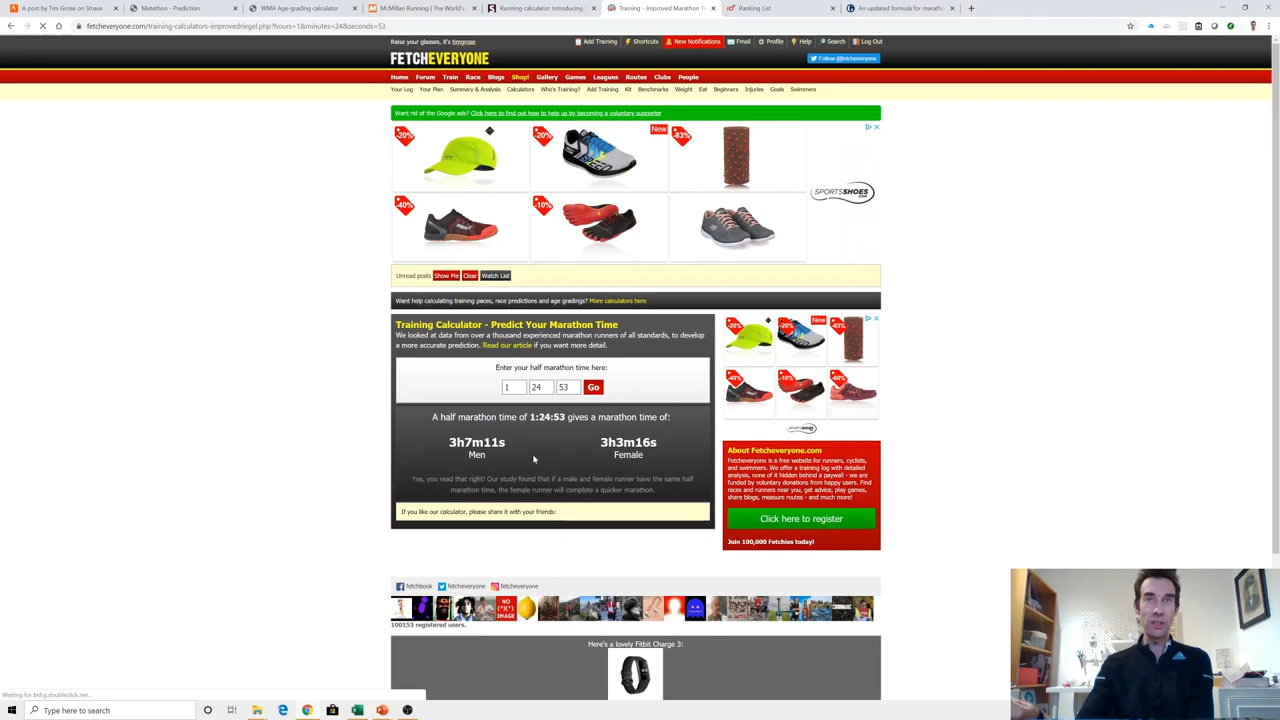 A post by Tim Grose on Strava
Metathon - Prediction
WMA Age-grading calculator
McMillan Running | The World's
Running calculator: Introducing
Training - Improved Marathon T
Ranking List
An updated formula for marath
fetcheveryone.com/training-calculators-improvedriegel.php?hours=1&minutes=24&seconds=53
Raise your glasses, it's timgrose
Add Training
Shortcuts
New Notifications
Email
Profile
Help
Search
Log Out
FETCHEVERYONE
Follow @fetcheveryone
Home Forum Train Race Blogs Shop! Gallery Games Leagues Routes Clubs People
Your Log Your Plan Summary & Analysis Calculators Who's Training? Add Training Kit Benchmarks Weight Eat Beginners Injuries Goals Swimmers
Want rid of the Google ads? Click here to find out how to help us by becoming a voluntary supporter
-20%
-20%
New
-83%
-40%
-10%
SPORTSSHOES
.COM
Unread posts Show Me Clear Watch List
Want help calculating training paces, race predictions and age gradings? More calculators here
Training Calculator - Predict Your Marathon Time
We looked at data from over a thousand experienced marathon runners of all standards, to develop
a more accurate prediction. Read our article if you want more detail.
Enter your half marathon time here:
1 24 53 Go
A half marathon time of 1:24:53 gives a marathon time of:
3h7m11s
Men
3h3m16s
Female
Yes, you read that right! Our study found that if a male and female runner have the same half
marathon time, the female runner will complete a quicker marathon.
If you like our calculator, please share it with your friends:
-20%
-20%
New
-83%
-40%
-10%
-60%
About Fetcheveryone.com
Fetcheveryone is a free website for runners, cyclists,
and swimmers. We offer a training log with detailed
analysis, none of it hidden behind a paywall - we are
funded by voluntary donations from happy users. Find
races and runners near you, get advice, play games,
share blogs, measure routes - and much more!
Click here to register
Join 100,000 Fetchies today!
fetchbook fetcheveryone fetcheveryone
NO
IMAGE
100153 registered users.
Here's a lovely Fitbit Charge 3:
Waiting for bid.g.doubleclick.net...
Type here to search